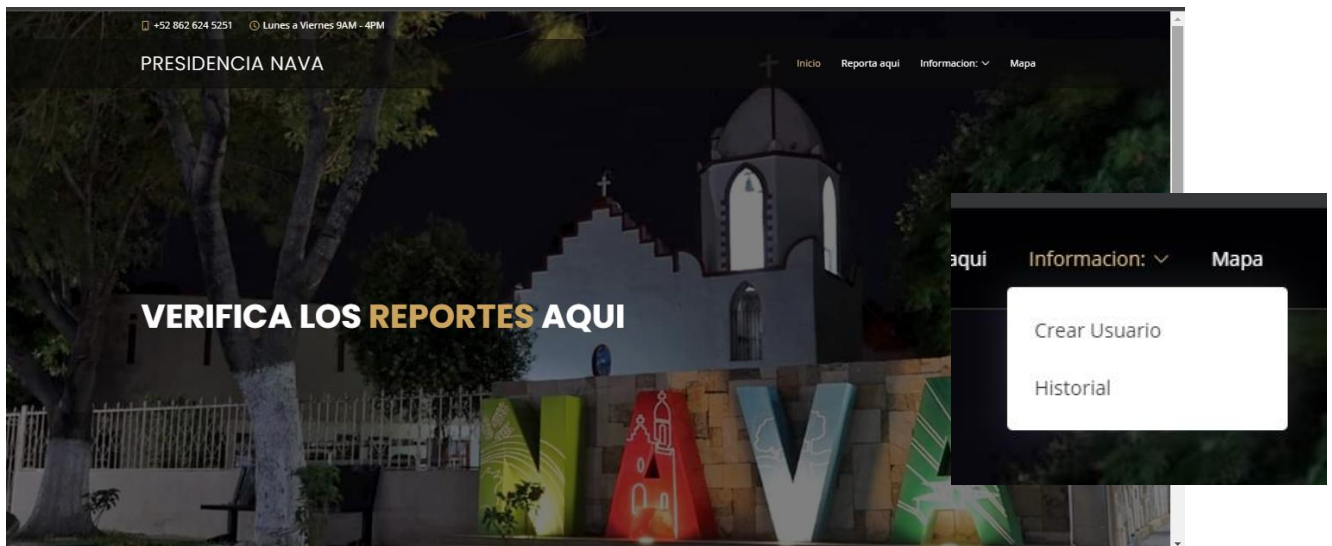 +52 862 624 5251 Lunes a Viernes 9AM - 4PM
PRESIDENCIA NAVA
Inicio Reporta aqui Informacion: Mapa
VERIFICA LOS REPORTES AQUI
NAVA
aqui Informacion: Mapa
Crear Usuario
Historial